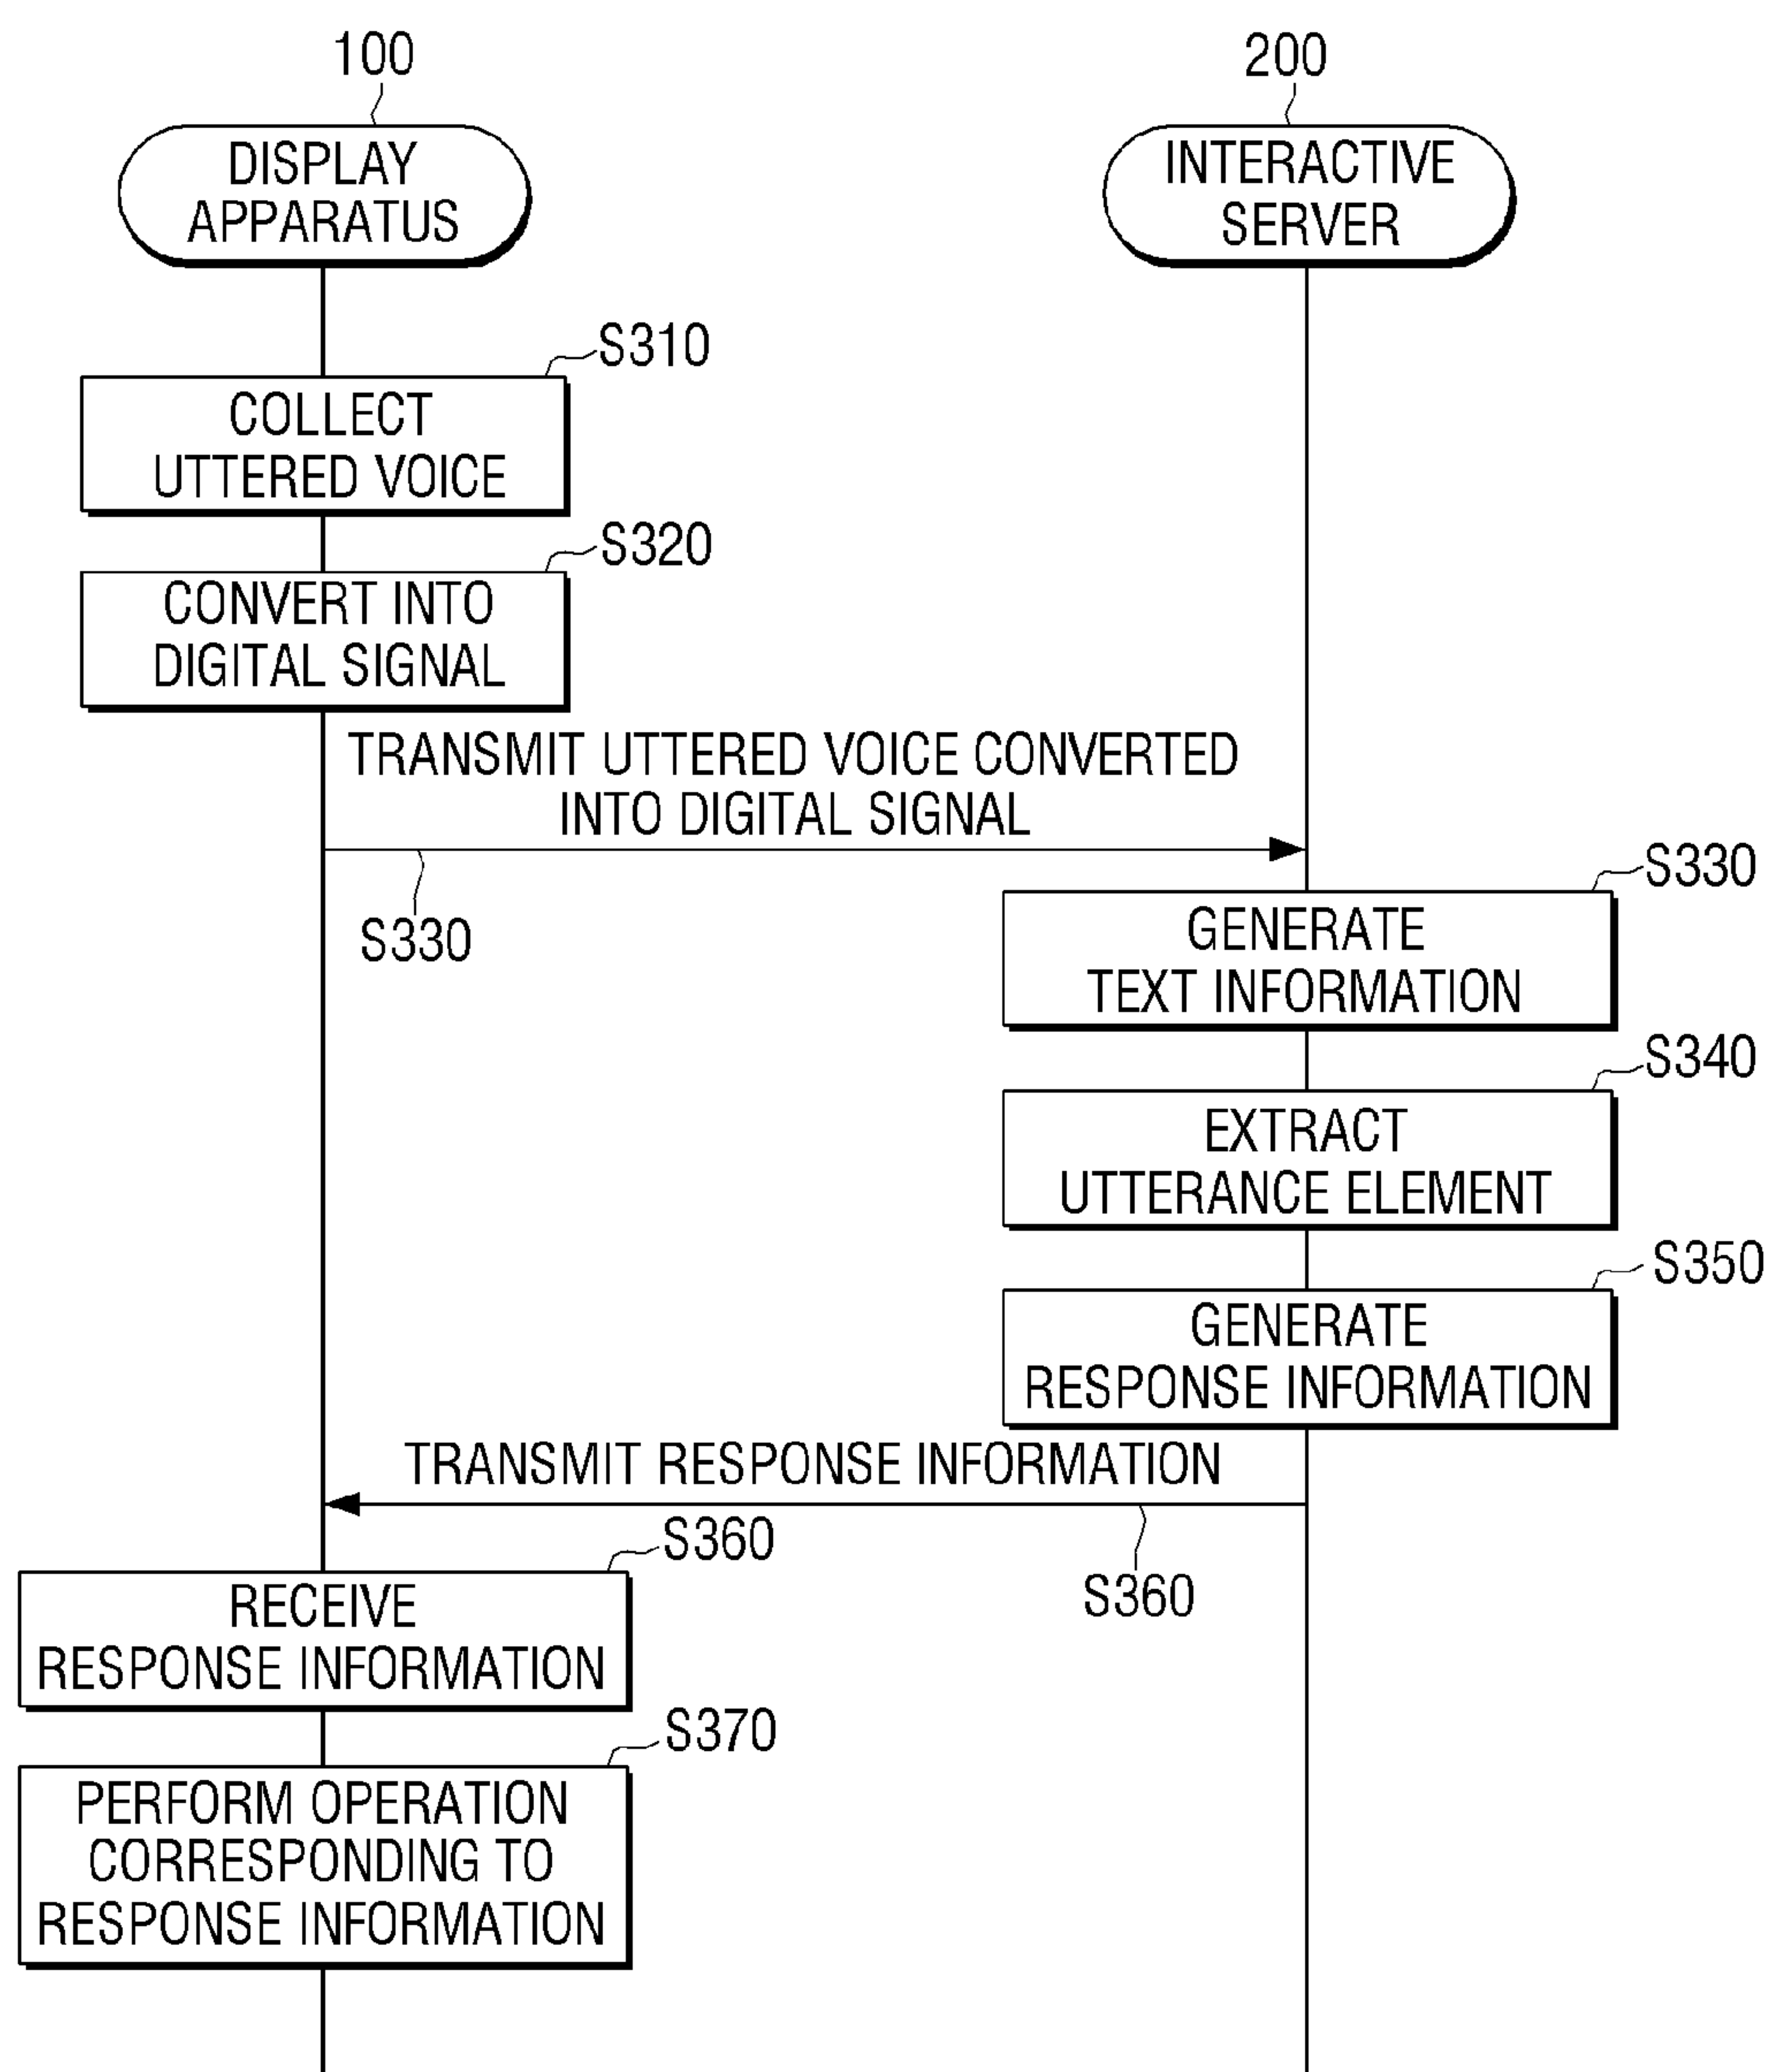 100
200
DISPLAY
APPARATUS
INTERACTIVE
SERVER
S310
COLLECT
UTTERED VOICE
S320
CONVERT INTO
DIGITAL SIGNAL
TRANSMIT UTTERED VOICE CONVERTED
INTO DIGITAL SIGNAL
S330
S330
GENERATE
TEXT INFORMATION
S340
EXTRACT
UTTERANCE ELEMENT
S350
GENERATE
RESPONSE INFORMATION
TRANSMIT RESPONSE INFORMATION
S360
S360
RECEIVE
RESPONSE INFORMATION
S370
PERFORM OPERATION
CORRESPONDING TO
RESPONSE INFORMATION